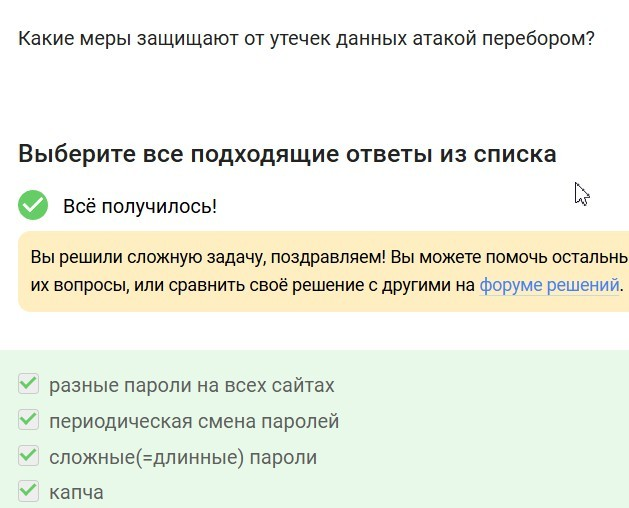 Какие меры защищают от утечек данных атакой перебором?
Выберите все подходящие ответы из списка
Всё получилось!
Вы решили сложную задачу, поздравляем! Вы можете помочь
их вопросы, или сравнить своё решение с другими на форуме решений.
разные пароли на всех сайтах
периодическая смена паролей
сложные(=длинные) пароли
капча